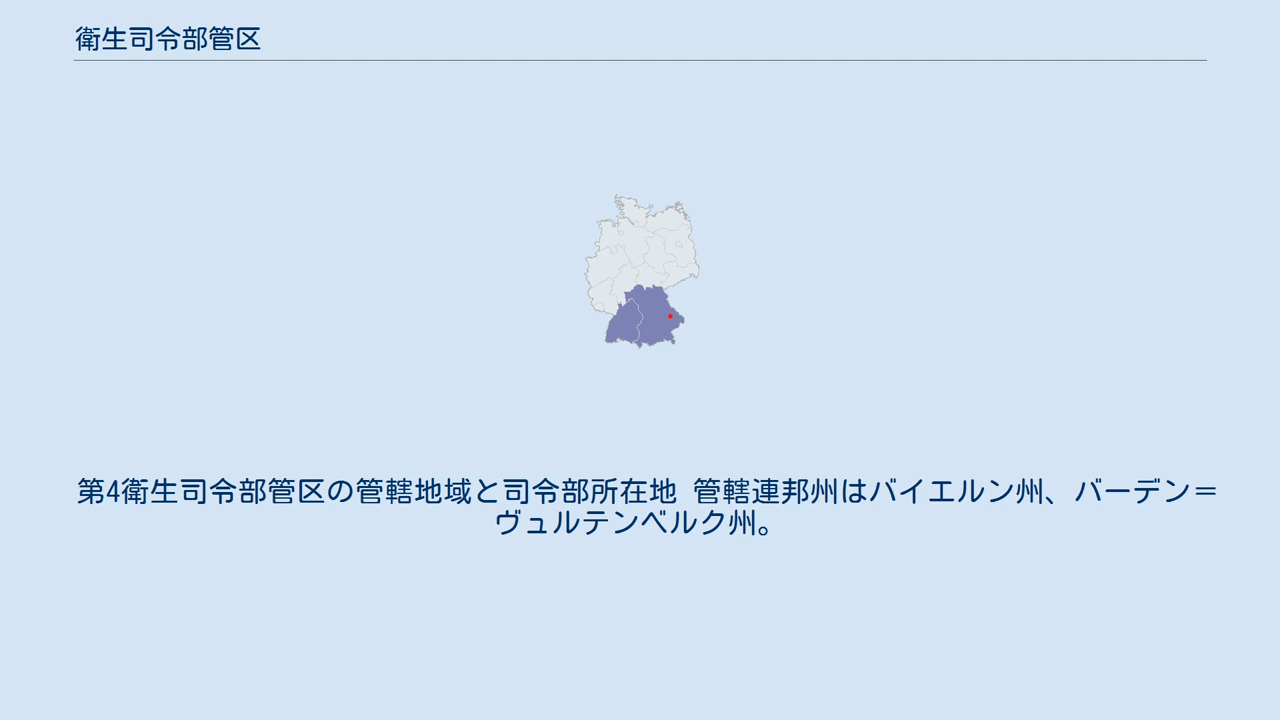 衛生司令部管区
第4衛生司令部管区の管轄地域と司令部所在地 管轄連邦州はバイエルン州、バーデン＝
ヴュルテンベルク州。